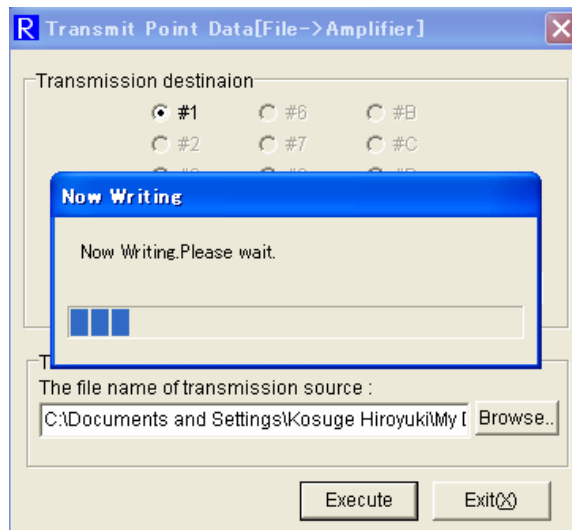 R Transmit Point Data[File->Amplifier]
Transmission destinaion
#1 #6 #B
#2 #7 #C
Now Writing
Now Writing.Please wait.
The file name of transmission source :
C:\Documents and Settings\Kosuge Hiroyuki\My Browse..
Execute Exit(X)